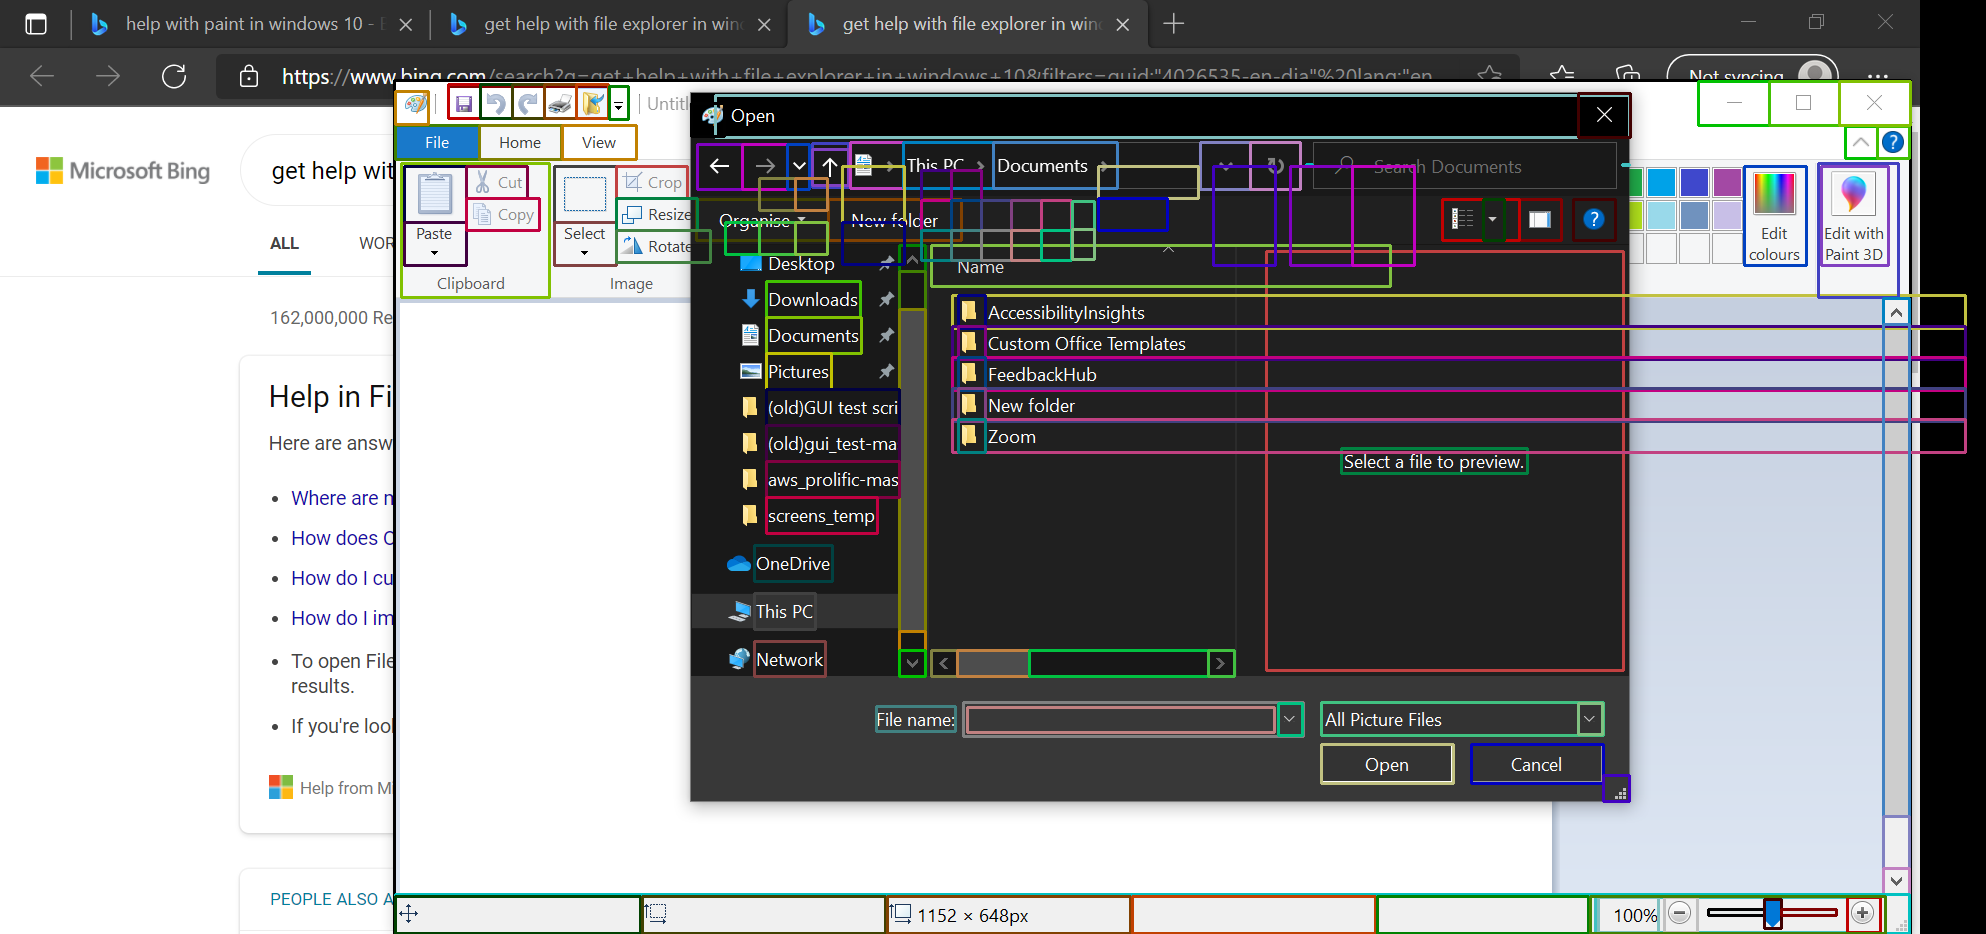 help with paint in windows 10 -
get help with file explorer in win
get help with file explorer in win
https://www.bing.com/search?q=get+help+with+file+explorer+in+windows+10&filters=guid:"4026535-en-dia"%20lang:"en
Not syncing
Microsoft Bing
get help wit
ALL
WOR
162,000,000 Re
Help in Fi
Here are answ
Where are n
How does C
How do I cu
How do I im
To open File
results.
If you're lool
Help from Mi
PEOPLE ALSO A
Untitl
File
Home
View
Paste
Cut
Copy
Clipboard
Select
Crop
Resize
Rotate
Image
Edit
colours
Edit with
Paint 3D
Open
This PC
Documents
Search Documents
Organise
New folder
Desktop
Downloads
Documents
Pictures
(old)GUI test scri
(old)gui_test-ma
aws_prolific-mas
screens_temp
OneDrive
This PC
Network
Name
AccessibilityInsights
Custom Office Templates
FeedbackHub
New folder
Zoom
Select a file to preview.
File name:
All Picture Files
Open
Cancel
1152 × 648px
100%